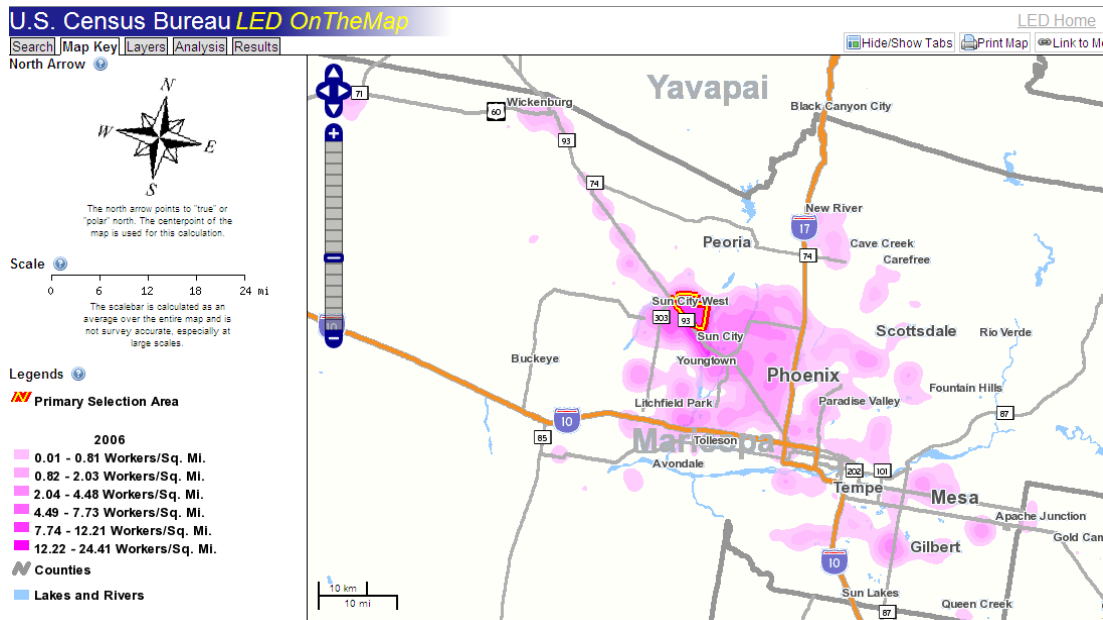 U.S. Census Bureau LED OnTheMap
LED Home
Search Map Key Layers Analysis Results
Hide/Show Tabs Print Map Link to M
North Arrow
N
W E
S
The north arrow points to "true" or
"polar" north. The centerpoint of the
map is used for this calculation.
Scale
0 6 12 18 24 mi
The scalebar is calculated as an
average over the entire map and is
not survey accurate, especially at
large scales.
Legends
Primary Selection Area
2006
0.01 - 0.81 Workers/Sq. Mi.
0.82 - 2.03 Workers/Sq. Mi.
2.04 - 4.48 Workers/Sq. Mi.
4.49 - 7.73 Workers/Sq. Mi.
7.74 - 12.21 Workers/Sq. Mi.
12.22 - 24.41 Workers/Sq. Mi.
Counties
Lakes and Rivers
Yavapai
71
Wickenburg
60
Black Canyon City
93
74
New River
17
Peoria
Cave Creek
74
Carefree
Sun City West
303
93
10
Sun City
Scottsdale
Rio Verde
Buckeye
Youngtown
Phoenix
Fountain Hills
Litchfield Park
Paradise Valley
87
10
85
Maricopa
Tolleson
Avondale
202
101
Tempe
Mesa
Apache Junction
Gold Can
Gilbert
10
Sun Lakes
87
Queen Creek
10 km
10 mi